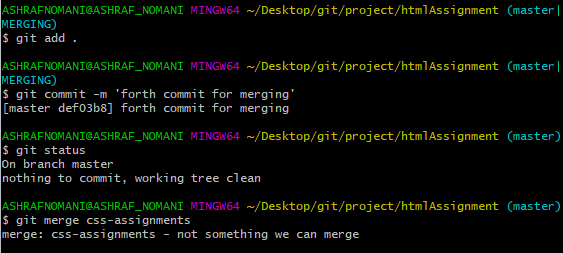 ASHRAFNOMANI@ASHRAF_NOMANI MINGW64 ~/Desktop/git/project/htmlAssignment (master|
MERGING)
$ git add .
ASHRAFNOMANI@ASHRAF_NOMANI MINGW64 ~/Desktop/git/project/htmlAssignment (master|
MERGING)
$ git commit -m 'forth commit for merging'
[master def03b8] forth commit for merging
ASHRAFNOMANI@ASHRAF_NOMANI MINGW64 ~/Desktop/git/project/htmlAssignment (master)
$ git status
On branch master
nothing to commit, working tree clean
ASHRAFNOMANI@ASHRAF_NOMANI MINGW64 ~/Desktop/git/project/htmlAssignment (master)
$ git merge css-assignments
merge: css-assignments - not something we can merge